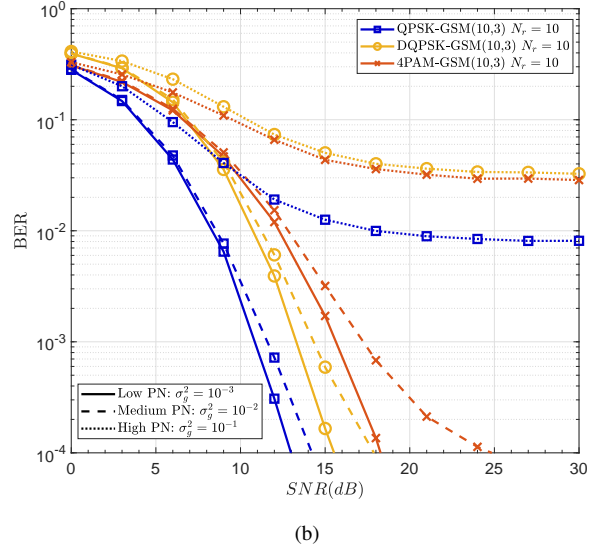 10^0
10^-1
10^-2
10^-3
10^-4
BER
QPSK-GSM(10,3) N_r = 10
DQPSK-GSM(10,3) N_r = 10
4PAM-GSM(10,3) N_r = 10
Low PN: σ_g^2 = 10^-3
Medium PN: σ_g^2 = 10^-2
High PN: σ_g^2 = 10^-1
0 5 10 15 20 25 30
SNR(dB)
(b)